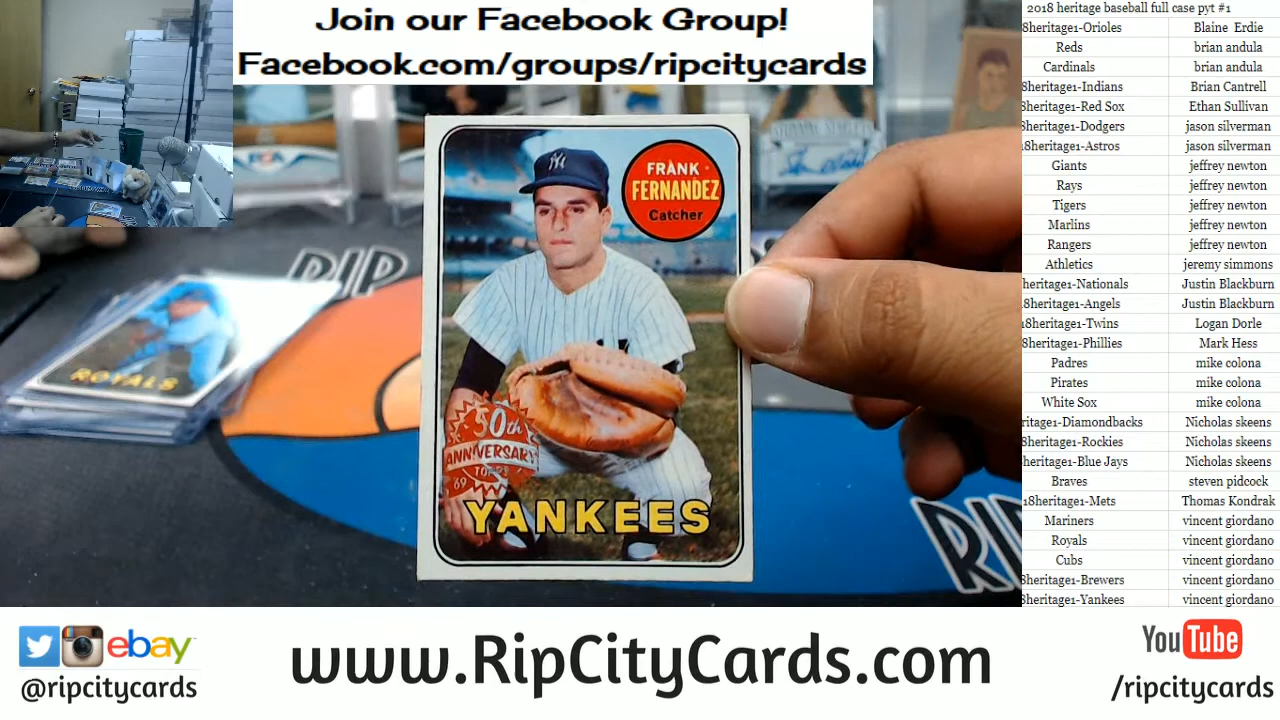 Join our Facebook Group!
Facebook.com/groups/ripcitycards
2018 heritage baseball full case pyt #1
8heritage1-Orioles Blaine Erdie
Reds brian andula
Cardinals brian andula
-heritage1-Indians Brian Cantrell
8heritage1-Red Sox Ethan Sullivan
8heritage1-Dodgers jason silverman
8heritage1-Astros jason silverman
Giants jeffrey newton
Rays jeffrey newton
Tigers jeffrey newton
Marlins jeffrey newton
Rangers jeffrey newton
Athletics jeremy simmons
heritage1-Nationals Justin Blackburn
8heritage1-Angels Justin Blackburn
18heritage1-Twins Logan Dorle
8heritage1-Phillies Mark Hess
Padres mike colona
Pirates mike colona
White Sox mike colona
ritage1-Diamondbacks Nicholas skeens
8heritage1-Rockies Nicholas skeens
heritage1-Blue Jays Nicholas skeens
Braves steven pidcock
18heritage1-Mets Thomas Kondrak
Mariners vincent giordano
Royals vincent giordano
Cubs vincent giordano
8heritage1-Brewers vincent giordano
8heritage1-Yankees vincent giordano
FRANK
FERNANDEZ
Catcher
50th
ANNIVERSARY
TOPPS
69
YANKEES
ROYALS
RIP
RIP
ebay
@ripcitycards
www.RipCityCards.com
YouTube
/ripcitycards